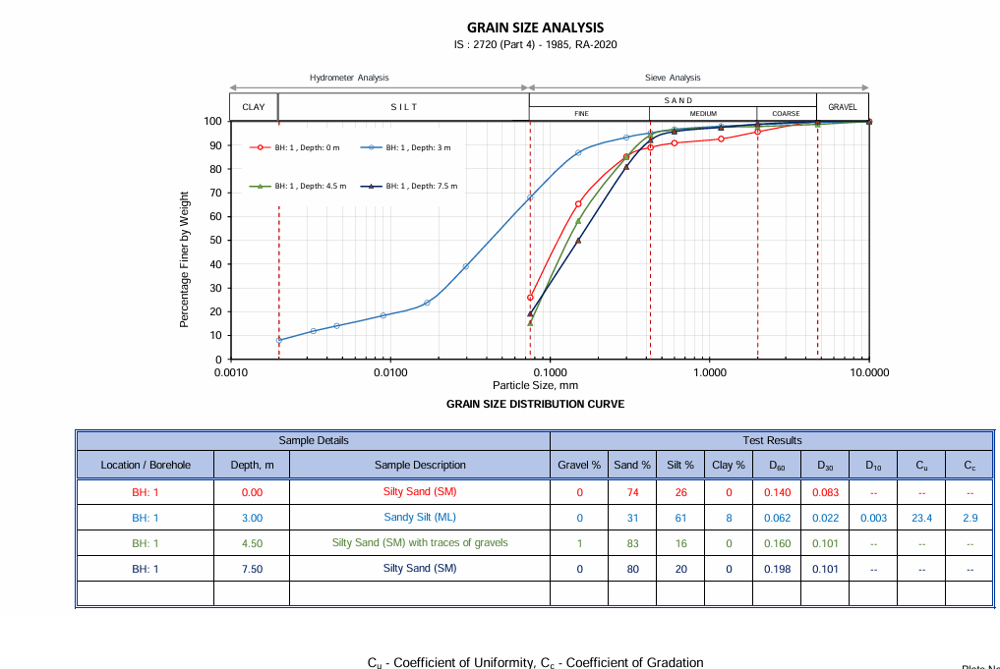 GRAIN SIZE ANALYSIS
IS : 2720 (Part 4) - 1985, RA-2020
Hydrometer Analysis Sieve Analysis
CLAY S I L T S A N D GRAVEL
FINE MEDIUM COARSE
100
90
80
70
60
50
40
30
20
10
0
BH: 1 , Depth: 0 m BH: 1 , Depth: 3 m
BH: 1 , Depth: 4.5 m BH: 1 , Depth: 7.5 m
Percentage Finer by Weight
0.0010 0.0100 0.1000 1.0000 10.0000
Particle Size, mm
GRAIN SIZE DISTRIBUTION CURVE
Sample Details Test Results
Location / Borehole Depth, m Sample Description Gravel % Sand % Silt % Clay % D60 D30 D10 Cu Cc
BH: 1 0.00 Silty Sand (SM) 0 74 26 0 0.140 0.083 -- -- --
BH: 1 3.00 Sandy Silt (ML) 0 31 61 8 0.062 0.022 0.003 23.4 2.9
BH: 1 4.50 Silty Sand (SM) with traces of gravels 1 83 16 0 0.160 0.101 -- -- --
BH: 1 7.50 Silty Sand (SM) 0 80 20 0 0.198 0.101 -- -- --
Cu - Coefficient of Uniformity, Cc - Coefficient of Gradation